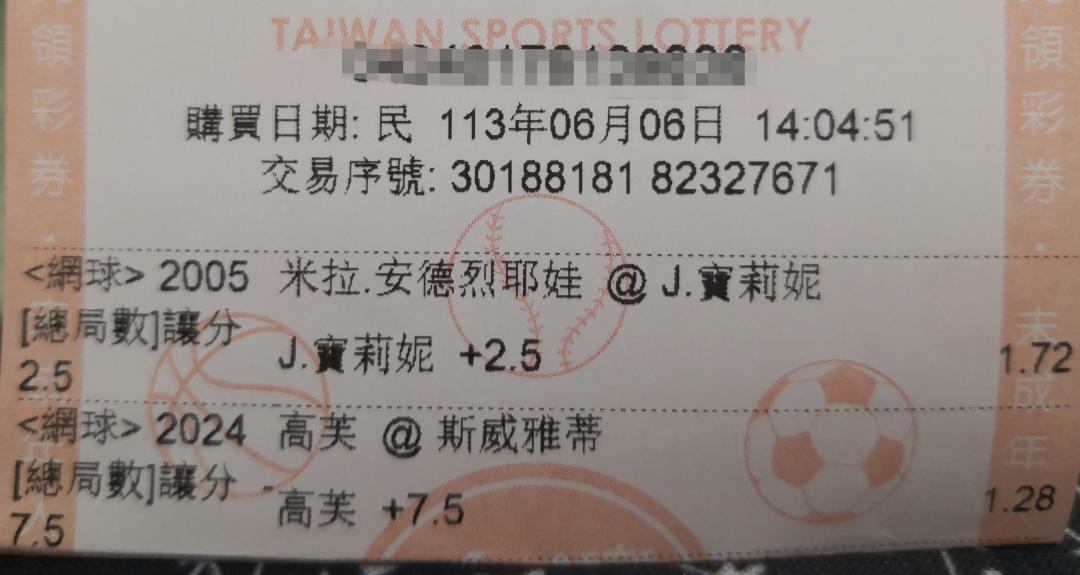 TAIWAN SPORTS LOTTERY
購買日期: 民 113年06月06日 14:04:51
交易序號: 30188181 82327671
<網球> 2005 米拉.安德烈耶娃 @ J.寶莉妮
[總局數]讓分
J.寶莉妮 +2.5
1.72
2.5
<網球> 2024 高芙 @ 斯威雅蒂
[總局數]讓分 -
高芙 +7.5
1.28
7.5
領彩券.
領彩券.未成年